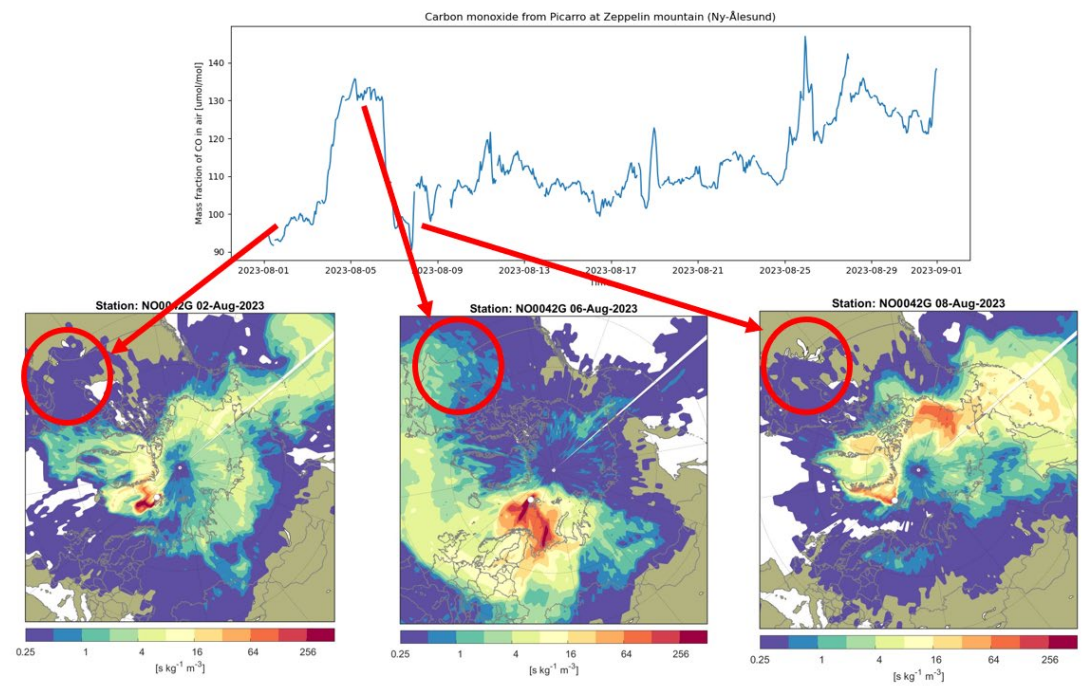 Carbon monoxide from Picarro at Zeppelin mountain (Ny-Ålesund)
Mass fraction of CO in air [umol/mol]
140
130
120
110
100
90
2023-08-01 2023-08-05 2023-08-09 2023-08-13 2023-08-17 2023-08-21 2023-08-25 2023-08-29 2023-09-01
Station: NO0042G 02-Aug-2023
Station: NO0042G 06-Aug-2023
Station: NO0042G 08-Aug-2023
0.25 1 4 16 64 256
[s kg-1 m-3]
0.25 1 4 16 64 256
[s kg-1 m-3]
0.25 1 4 16 64 256
[s kg-1 m-3]